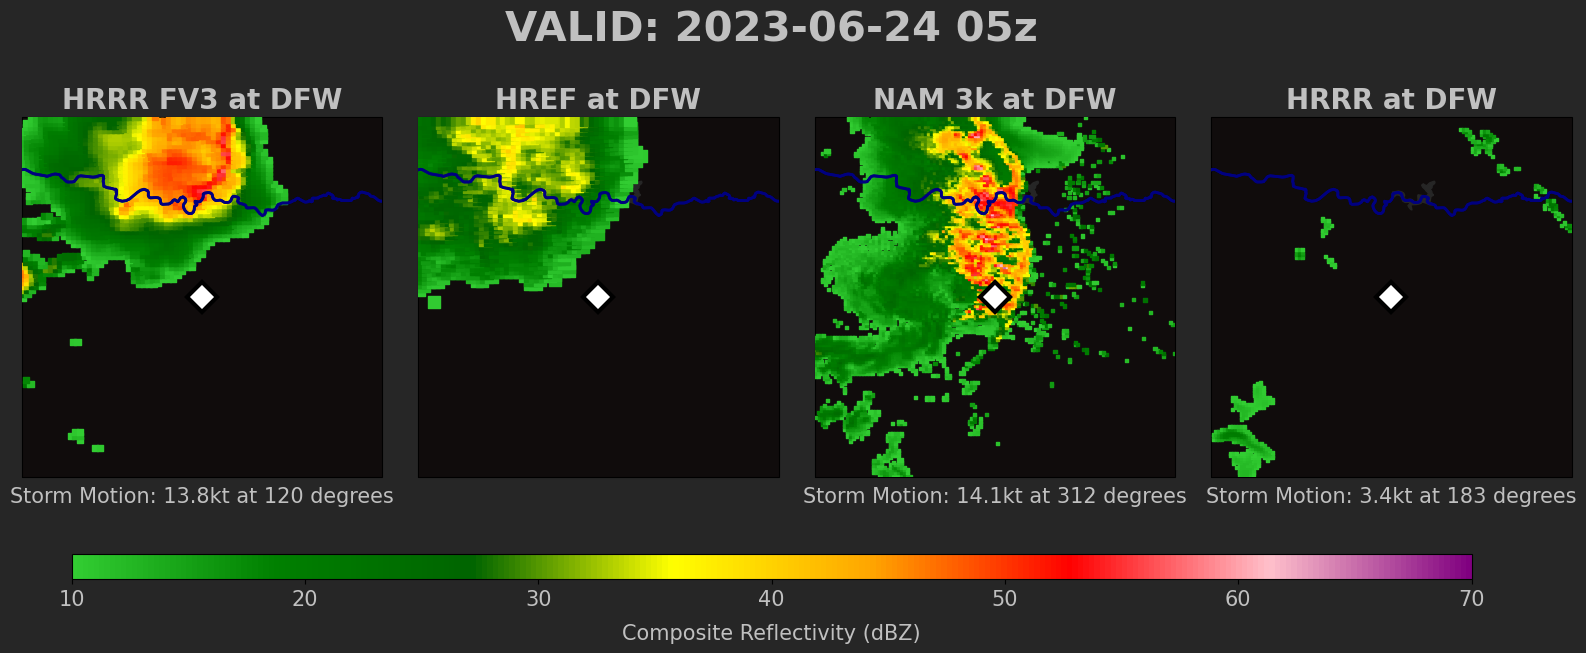 VALID: 2023-06-24 05z
HRRR FV3 at DFW
HREF at DFW
NAM 3k at DFW
HRRR at DFW
Storm Motion: 13.8kt at 120 degrees
Storm Motion: 14.1kt at 312 degrees
Storm Motion: 3.4kt at 183 degrees
10 20 30 40 50 60 70
Composite Reflectivity (dBZ)